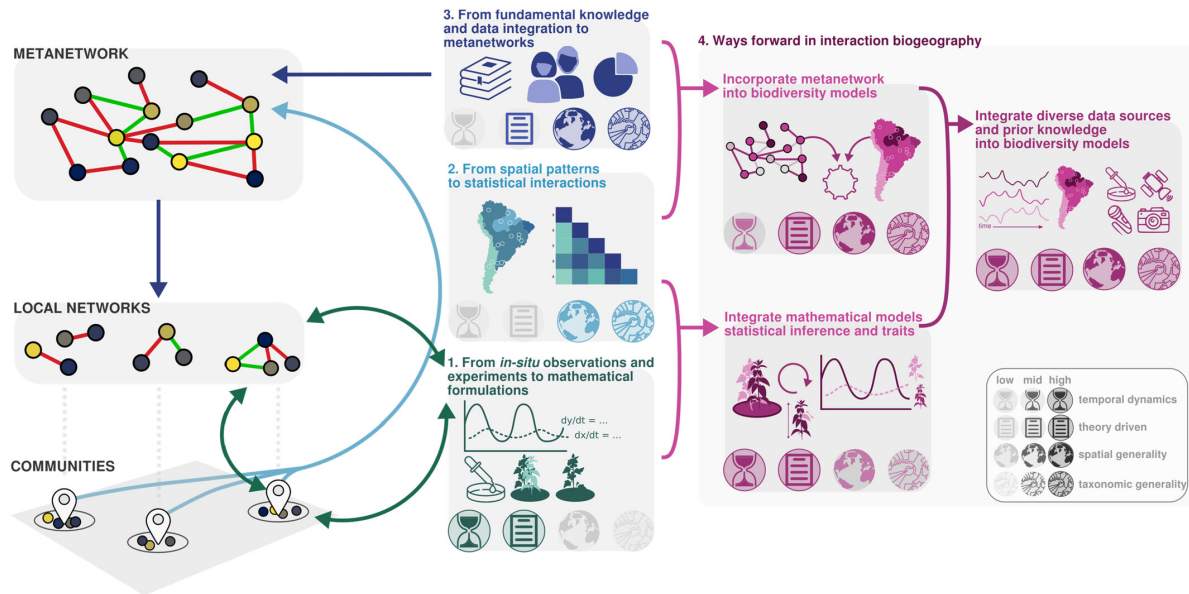 METANETWORK
LOCAL NETWORKS
COMMUNITIES
3. From fundamental knowledge
and data integration to
metanetworks
2. From spatial patterns
to statistical interactions
1. From in-situ observations and
experiments to mathematical
formulations
dy/dt = ...
dx/dt = ...
4. Ways forward in interaction biogeography
Incorporate metanetwork
into biodiversity models
Integrate mathematical models
statistical inference and traits
Integrate diverse data sources
and prior knowledge
into biodiversity models
time
low mid high
temporal dynamics
theory driven
spatial generality
taxonomic generality